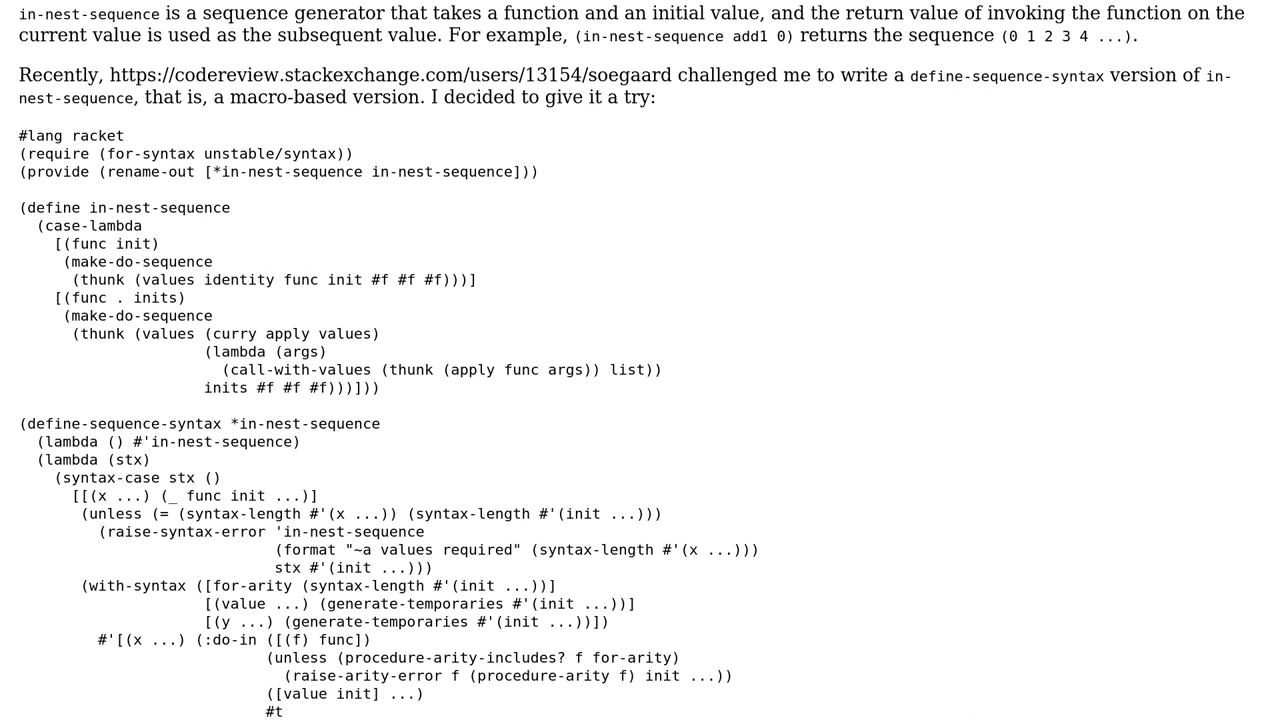 in-nest-sequence is a sequence generator that takes a function and an initial value, and the return value of invoking the function on the
current value is used as the subsequent value. For example, (in-nest-sequence add1 0) returns the sequence (0 1 2 3 4 ...).
Recently, https://codereview.stackexchange.com/users/13154/soegaard challenged me to write a define-sequence-syntax version of in-
nest-sequence, that is, a macro-based version. I decided to give it a try:
#lang racket
(require (for-syntax unstable/syntax))
(provide (rename-out [*in-nest-sequence in-nest-sequence]))
(define in-nest-sequence
  (case-lambda
    [(func init)
     (make-do-sequence
      (thunk (values identity func init #f #f #f)))]
    [(func . inits)
     (make-do-sequence
      (thunk (values (curry apply values)
                     (lambda (args)
                       (call-with-values (thunk (apply func args)) list))
                     inits #f #f #f)))]))
(define-sequence-syntax *in-nest-sequence
  (lambda () #'in-nest-sequence)
  (lambda (stx)
    (syntax-case stx ()
      [[(x ...) (_ func init ...)]
       (unless (= (syntax-length #'(x ...)) (syntax-length #'(init ...)))
         (raise-syntax-error 'in-nest-sequence
                             (format "~a values required" (syntax-length #'(x ...)))
                             stx #'(init ...)))
       (with-syntax ([for-arity (syntax-length #'(init ...))]
                     [(value ...) (generate-temporaries #'(init ...))]
                     [(y ...) (generate-temporaries #'(init ...))])
         #'[(x ...) (:do-in ([(f) func])
                            (unless (procedure-arity-includes? f for-arity)
                              (raise-arity-error f (procedure-arity f) init ...))
                            ([value init] ...)
                            #t